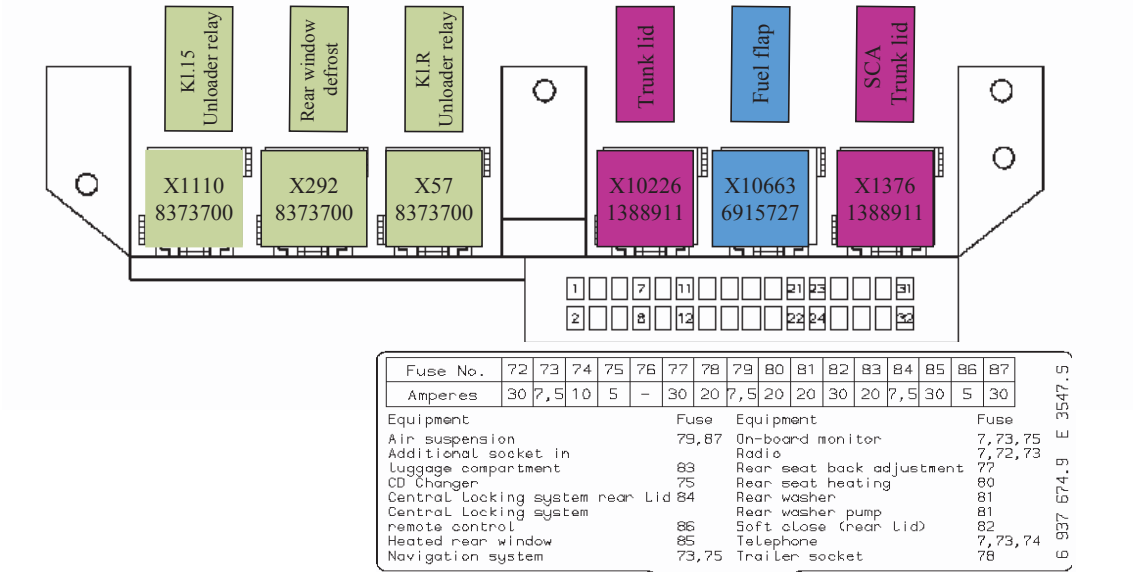 Kl.15
Unloader relay
Rear window
defrost
Kl.R
Unloader relay
Trunk lid
Fuel flap
SCA
Trunk lid
X1110
8373700
X292
8373700
X57
8373700
X10226
1388911
X10663
6915727
X1376
1388911
1 7 11 21 23 31
2 8 12 22 24 32
Fuse No. 72 73 74 75 76 77 78 79 80 81 82 83 84 85 86 87
Amperes 30 7,5 10 5 – 30 20 7,5 20 20 30 20 7,5 30 5 30
Equipment Fuse Equipment Fuse
Air suspension 79,87 On-board monitor 7,73,75
Additional socket in Radio 7,72,73
luggage compartment 83 Rear seat back adjustment 77
CD Changer 75 Rear seat heating 80
Central Locking system rear Lid 84 Rear washer 81
Central Locking system Rear washer pump 81
remote control 86 Soft close (rear Lid) 82
Heated rear window 85 Telephone 7,73,74
Navigation system 73,75 Trailer socket 78
6 937 674.9 E 3547.5